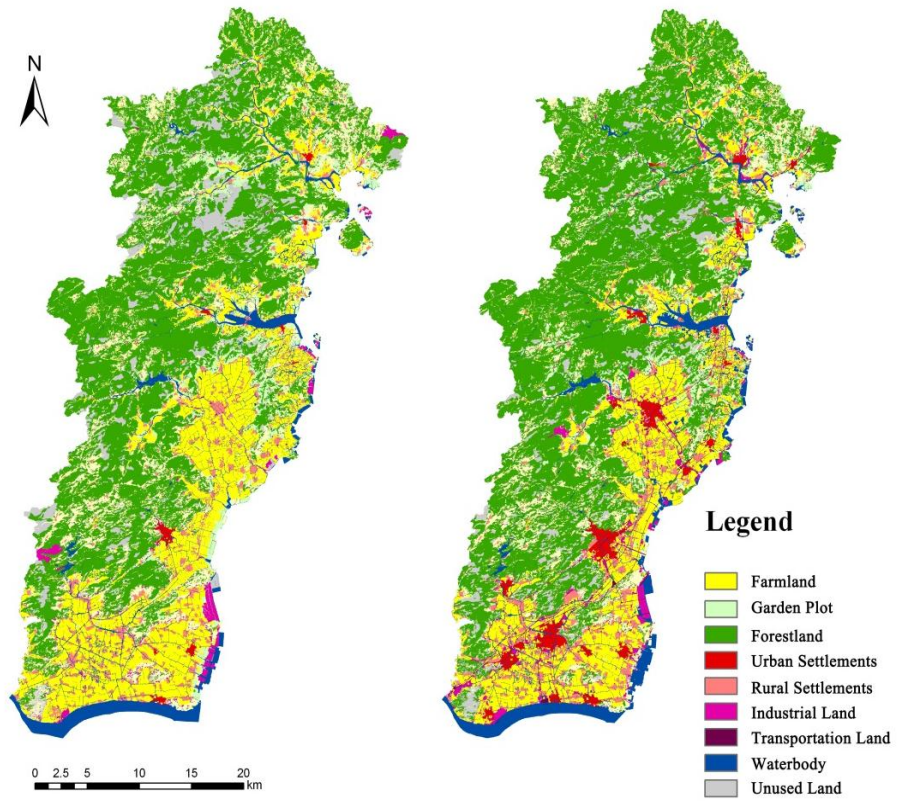 N
Legend
Farmland
Garden Plot
Forestland
Urban Settlements
Rural Settlements
Industrial Land
Transportation Land
Waterbody
Unused Land
0 2.5 5 10 15 20
km